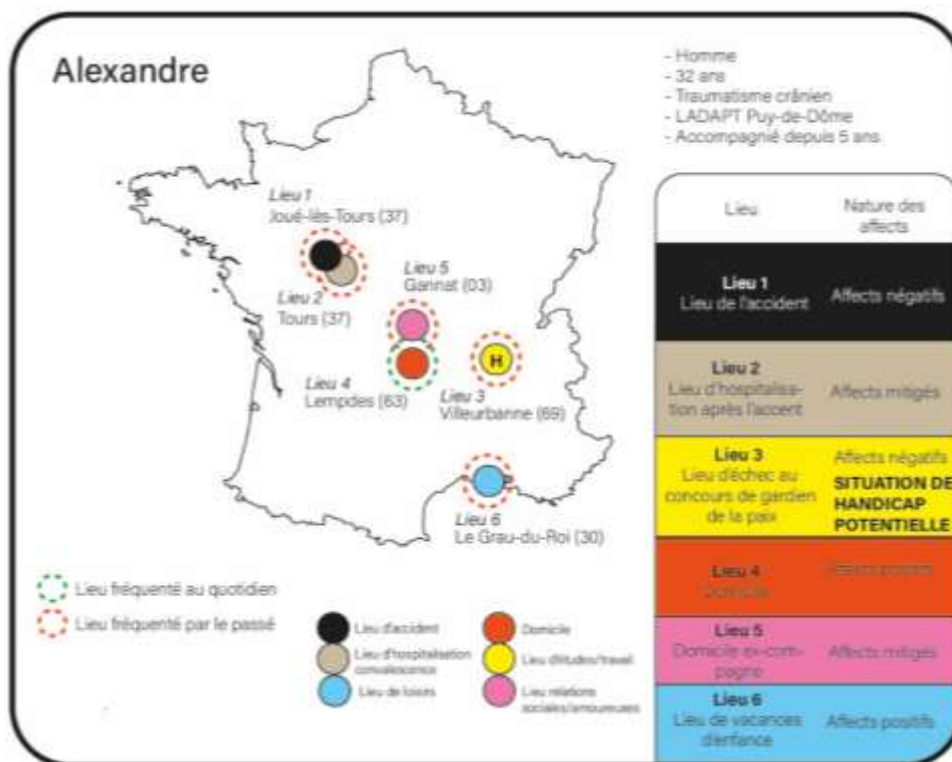 Alexandre
- Homme
- 32 ans
- Traumatisme crânien
- LADAPT Puy-de-Dôme
- Accompagnié depuis 5 ans
Lieu 1
Joué-lès-Tours (37)
Lieu 5
Gannat (03)
Lieu 2
Tours (37)
H
Lieu 4
Lempdes (63)
Lieu 3
Villeurbanne (69)
Lieu 6
Le Grau-du-Roi (30)
Lieu fréquenté au quotidien
Lieu fréquenté par le passé
Lieu d'accident
Lieu d'hospitalisation
convalescence
Lieu de loisirs
Domicile
Lieu d'études/travail
Lieu relations
sociales/amoureuses
Lieu
Nature des
affects
Lieu 1
Lieu de l'accident
Affects négatifs
Lieu 2
Lieu d'hospitalisa-
tion après l'accent
Affects mitigés
Lieu 3
Lieu d'échec au
concours de gardien
de la paix
Affects négatifs
SITUATION DE
HANDICAP
POTENTIELLE
Lieu 4
Domicile
Affects positifs
Lieu 5
Domicile ex-com-
pagne
Affects mitigés
Lieu 6
Lieu de vacances
d'enfance
Affects positifs